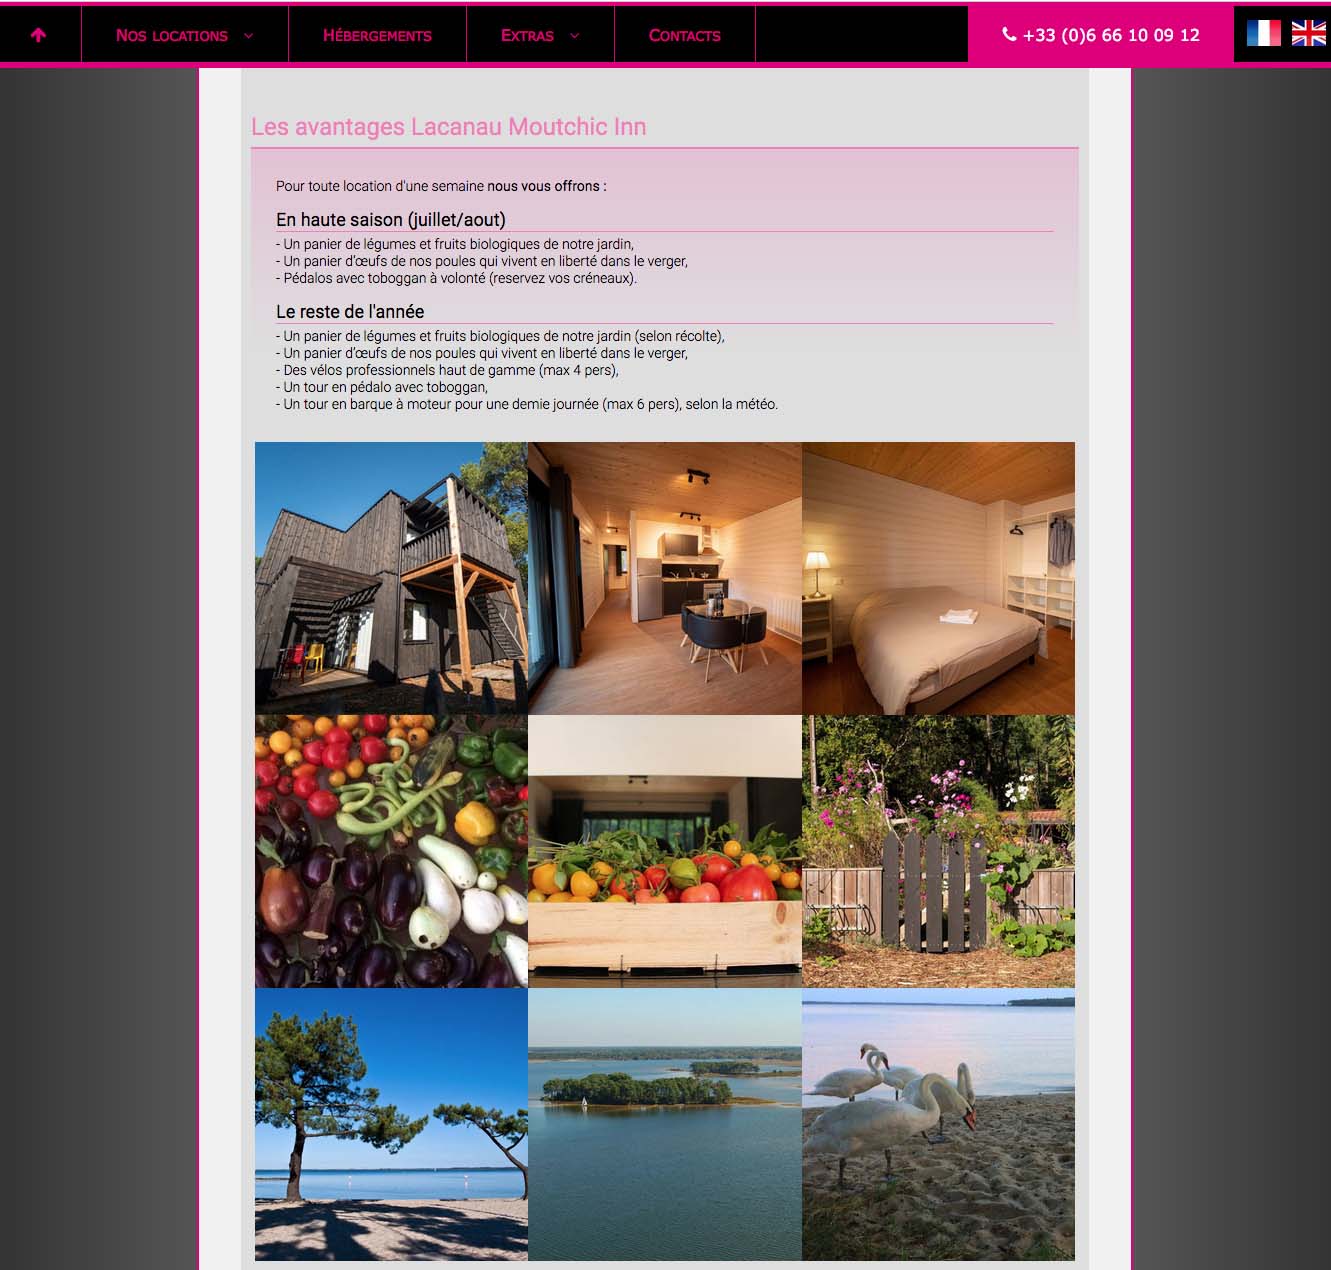 Nos locations
Hébergements
Extras
Contacts
+33 (0)6 66 10 09 12
Les avantages Lacanau Moutchic Inn
Pour toute location d'une semaine nous vous offrons :
En haute saison (juillet/aout)
- Un panier de légumes et fruits biologiques de notre jardin,
- Un panier d'œufs de nos poules qui vivent en liberté dans le verger,
- Pédalos avec toboggan à volonté (reservez vos créneaux).
Le reste de l'année
- Un panier de légumes et fruits biologiques de notre jardin (selon récolte),
- Un panier d'œufs de nos poules qui vivent en liberté dans le verger,
- Des vélos professionnels haut de gamme (max 4 pers),
- Un tour en pédalo avec toboggan,
- Un tour en barque à moteur pour une demie journée (max 6 pers), selon la météo.